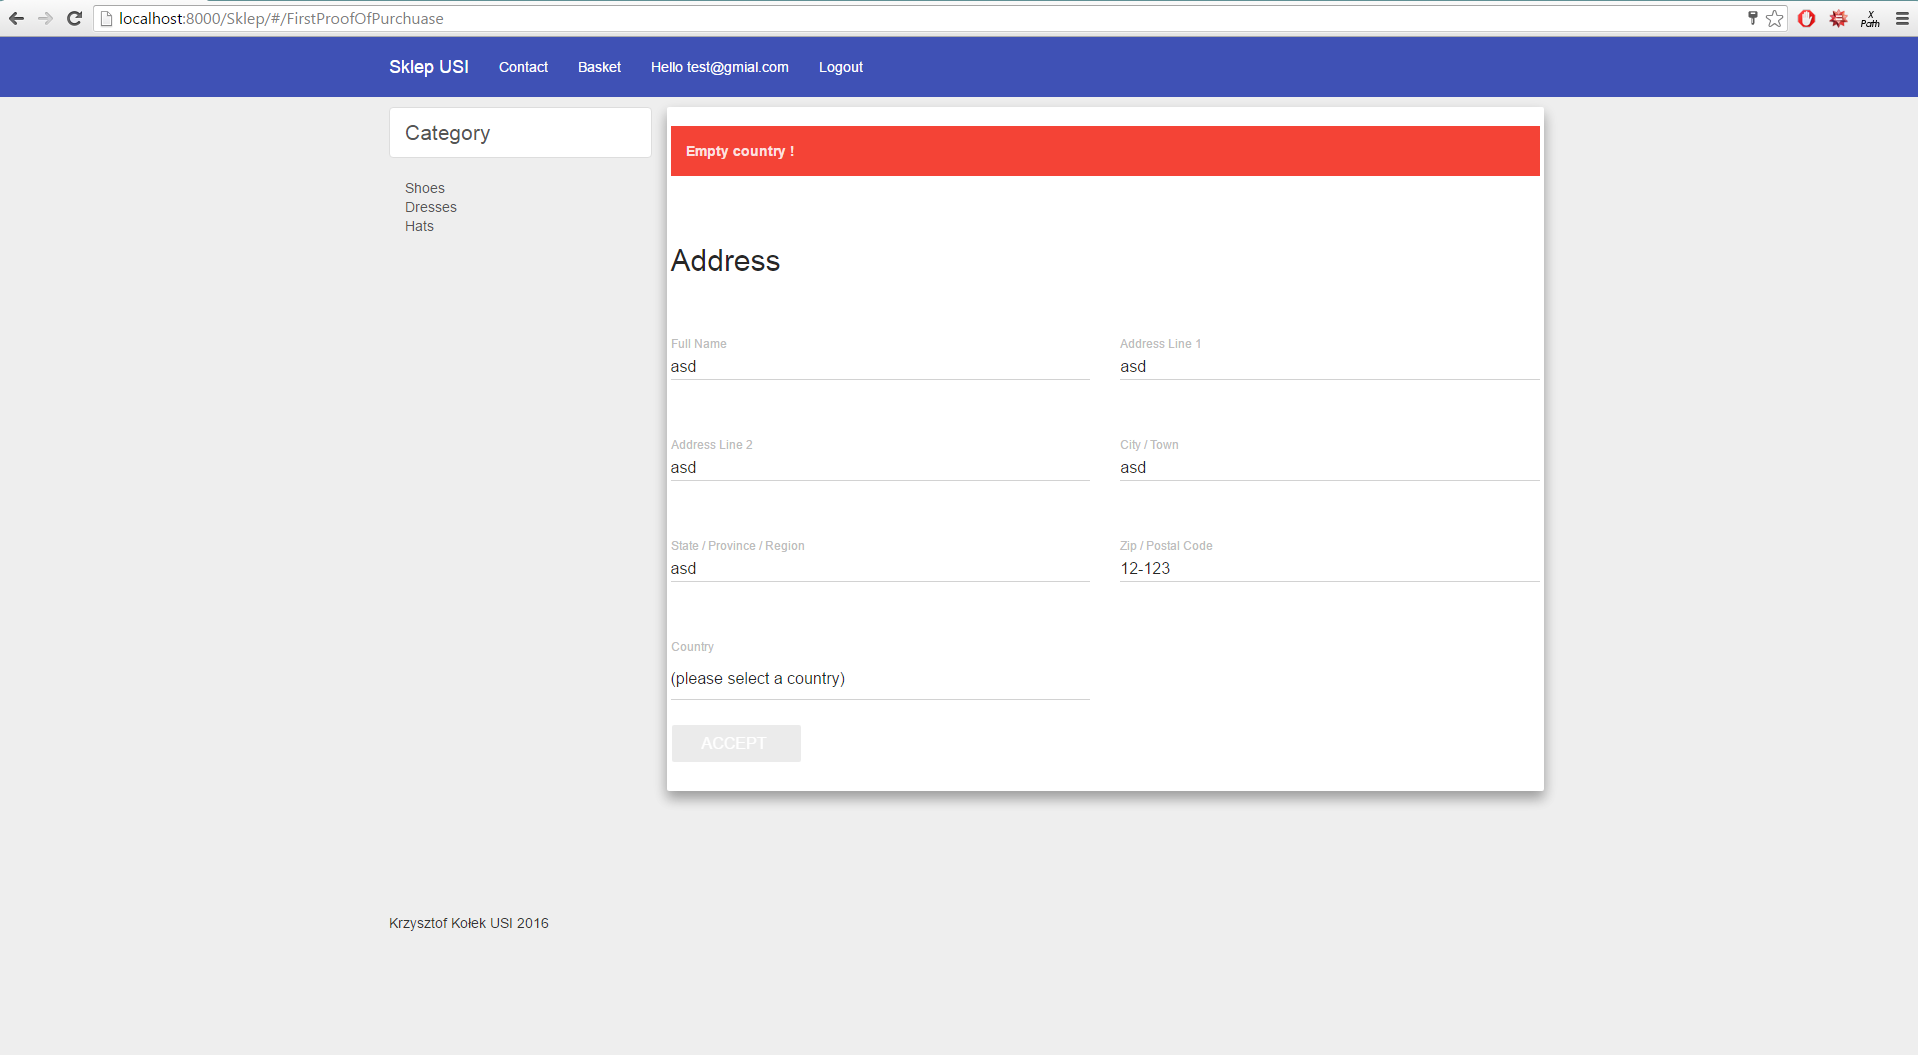 localhost:8000/Sklep/#/FirstProofOfPurchuase
X
Path
Sklep USI Contact Basket Hello test@gmial.com Logout
Category
Shoes
Dresses
Hats
Empty country !
Address
Full Name
asd
Address Line 1
asd
Address Line 2
asd
City / Town
asd
State / Province / Region
asd
Zip / Postal Code
12-123
Country
(please select a country)
ACCEPT
Krzysztof Kołek USI 2016